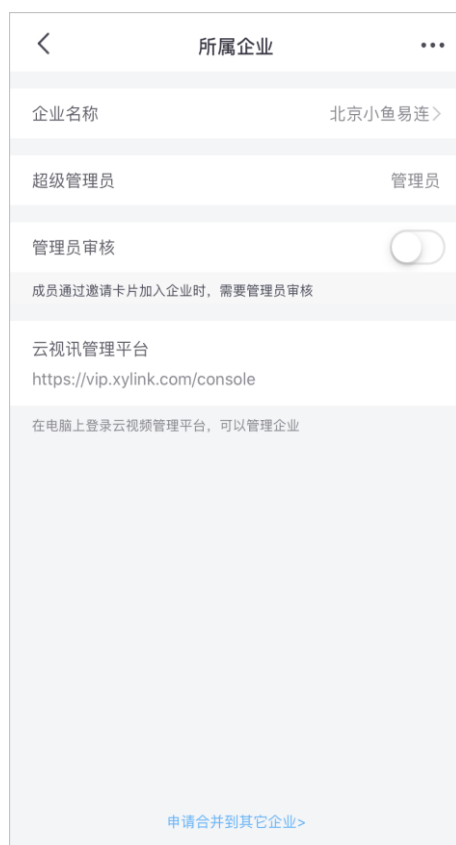 所属企业
企业名称 北京小鱼易连>
超级管理员 管理员
管理员审核
成员通过邀请卡片加入企业时，需要管理员审核
云视讯管理平台
https://vip.xylink.com/console
在电脑上登录云视频管理平台，可以管理企业
申请合并到其它企业>